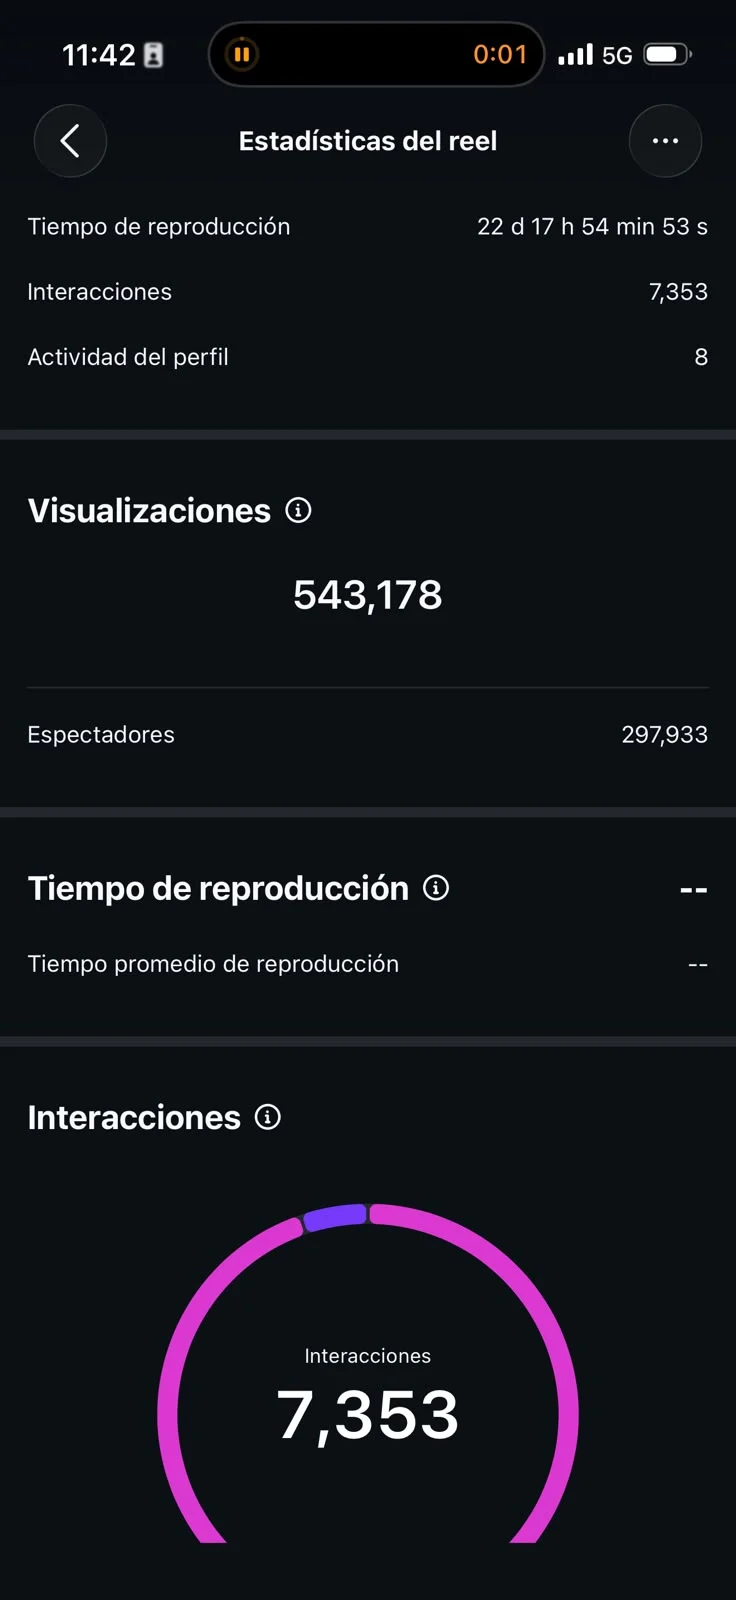 11:42
0:01
5G
Estadísticas del reel
Tiempo de reproducción 22 d 17 h 54 min 53 s
Interacciones 7,353
Actividad del perfil 8
Visualizaciones
543,178
Espectadores 297,933
Tiempo de reproducción --
Tiempo promedio de reproducción --
Interacciones
Interacciones
7,353